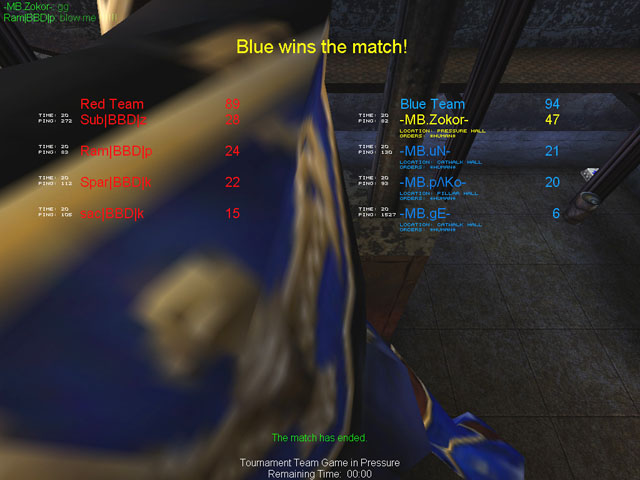 -MB.Zokor-: gg
Ram|BBD|p: blow me
Blue wins the match!
Red Team 89
TIME: 20
PING: 272
Sub|BBD|z 28
TIME: 20
PING: 83
Ram|BBD|p 24
TIME: 20
PING: 112
Spar|BBD|k 22
TIME: 20
PING: 105
|BBD|k 15
Blue Team 94
TIME: 20
PING: 82
-MB.Zokor- 47
LOCATION: PRESSURE HALL
ORDERS: *HUMAN*
TIME: 20
PING: 130
-MB.uN- 21
LOCATION: CATWALK HALL
ORDERS: *HUMAN*
TIME: 20
PING: 93
-MB.p/\Ko- 20
LOCATION: PILLAR HALL
ORDERS: *HUMAN*
TIME: 20
PING: 1527
-MB.gE- 6
LOCATION: CATWALK HALL
ORDERS: *HUMAN*
The match has ended.
Tournament Team Game in Pressure
Remaining Time: 00:00